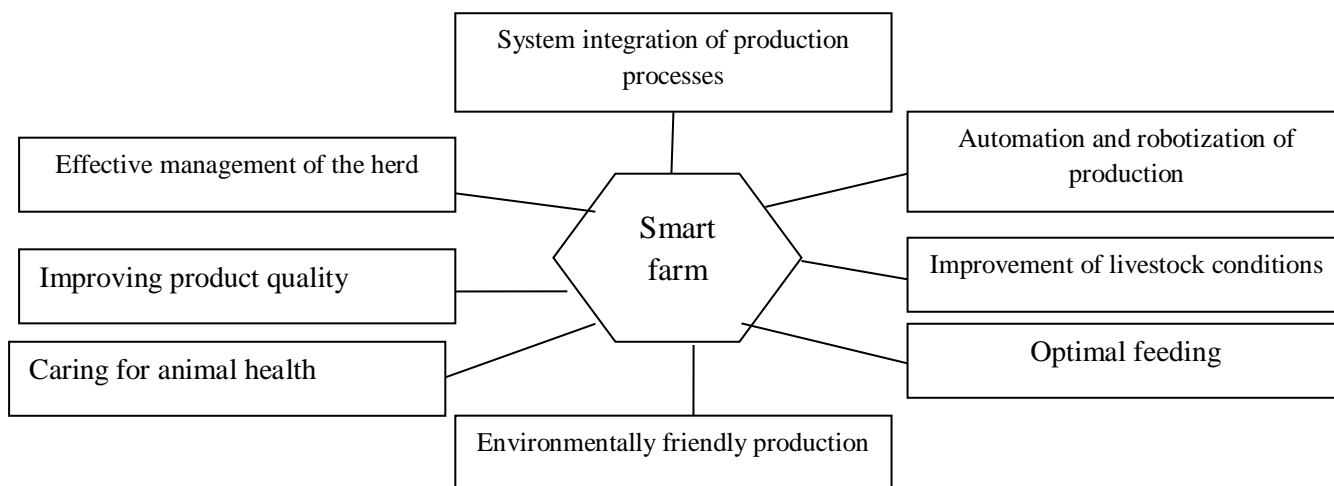 System integration of production
processes
Effective management of the herd
Automation and robotization of
production
Smart
farm
Improving product quality
Improvement of livestock conditions
Caring for animal health
Optimal feeding
Environmentally friendly production